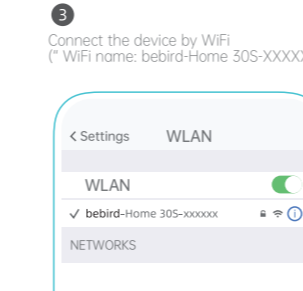 3
Connect the device by WiFi
(" WiFi name: bebird-Home 30S-XXXXX
< Settings WLAN
WLAN
✓ bebird-Home 30S-xxxxxx
NETWORKS